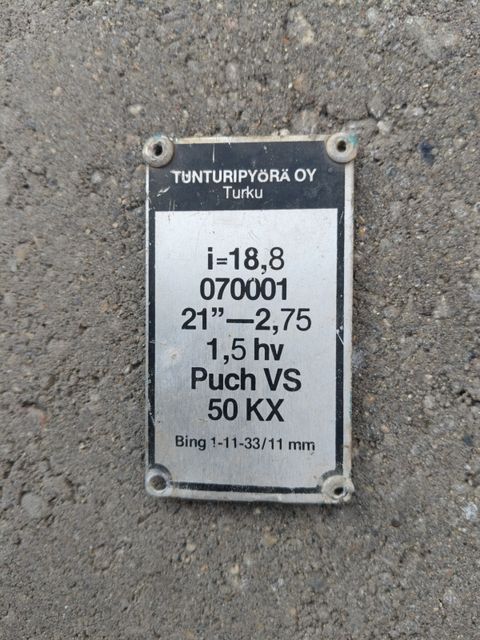 TUNTURIPYÖRÄ OY
Turku
i=18,8
070001
21”—2,75
1,5 hv
Puch VS
50 KX
Bing 1-11-33/11 mm